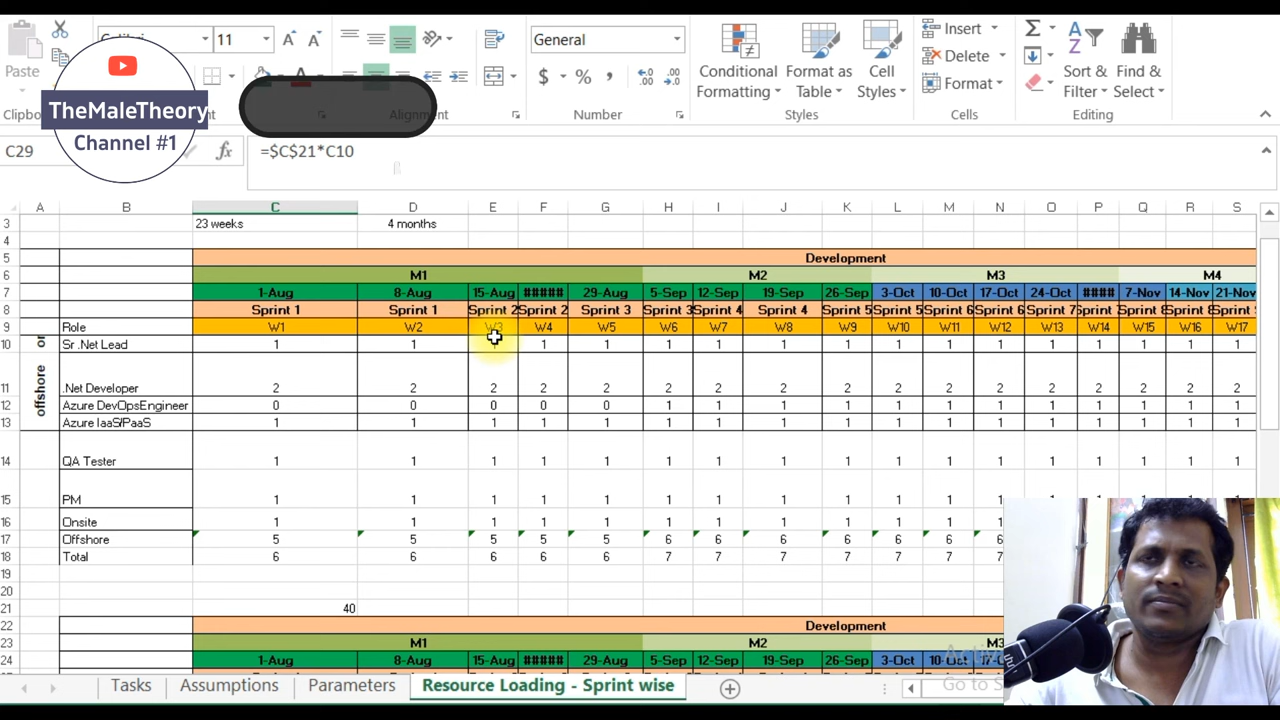 11
General
Insert
Delete
Format
Paste
$ % ,
Conditional Formatting
Format as Table
Cell Styles
Sort & Filter
Find & Select
TheMaleTheory
Channel #1
Alignment
Number
Styles
Cells
Editing
C29
fx
=$C$21*C10
A B C D E F G H I J K L M N O P Q R S
3 23 weeks 4 months
4
5 Development
6 M1 M2 M3 M4
7 1-Aug 8-Aug 15-Aug ##### 29-Aug 5-Sep 12-Sep 19-Sep 26-Sep 3-Oct 10-Oct 17-Oct 24-Oct #### 7-Nov 14-Nov 21-Nov
8 Sprint 1 Sprint 1 Sprint 2 Sprint 2 Sprint 3 Sprint 3 Sprint 4 Sprint 4 Sprint 5 Sprint 5 Sprint 6 Sprint 6 Sprint 7 Sprint 7 Sprint 8 Sprint 8
9 Role W1 W2 W3 W4 W5 W6 W7 W8 W9 W10 W11 W12 W13 W14 W15 W16 W17
10 Sr .Net Lead 1 1 1 1 1 1 1 1 1 1 1 1 1 1 1 1
offshore
11 .Net Developer 2 2 2 2 2 2 2 2 2 2 2 2 2 2 2 2 2
12 Azure DevOpsEngineer 0 0 0 0 0 1 1 1 1 1 1 1 1 1 1 1 1
13 Azure IaaS/PaaS 1 1 1 1 1 1 1 1 1 1 1 1 1 1 1 1 1
14 QA Tester 1 1 1 1 1 1 1 1 1 1 1 1 1 1 1 1 1
15 PM 1 1 1 1 1 1 1 1 1 1 1 1
16 Onsite 1 1 1 1 1 1 1 1 1 1 1 1
17 Offshore 5 5 5 5 5 6 6 6 6 6 6 6
18 Total 6 6 6 6 6 7 7 7 7 7 7 7
19
20
21 40
22 Development
23 M1 M2 M3
24 1-Aug 8-Aug 15-Aug ##### 29-Aug 5-Sep 12-Sep 19-Sep 26-Sep 3-Oct 10-Oct
Tasks Assumptions Parameters Resource Loading - Sprint wise
Go to